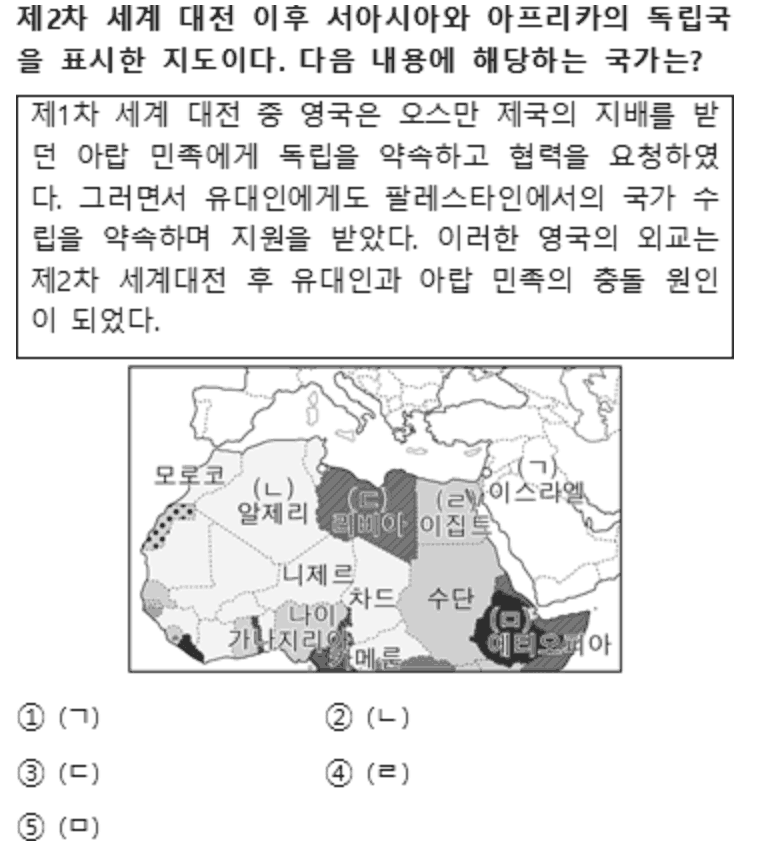 제2차 세계 대전 이후 서아시아와 아프리카의 독립국
을 표시한 지도이다. 다음 내용에 해당하는 국가는?
제1차 세계 대전 중 영국은 오스만 제국의 지배를 받
던 아랍 민족에게 독립을 약속하고 협력을 요청하였
다. 그러면서 유대인에게도 팔레스타인에서의 국가 수
립을 약속하며 지원을 받았다. 이러한 영국의 외교는
제2차 세계대전 후 유대인과 아랍 민족의 충돌 원인
이 되었다.
모로코
(ㄴ)
알제리
(ㄷ)
리비아
(ㄹ)
이집트
(ㄱ)
이스라엘
니제르
차드
수단
나이
가나지리아
메룬
(ㅁ)
에티오피아
① (ㄱ) ② (ㄴ)
③ (ㄷ) ④ (ㄹ)
⑤ (ㅁ)